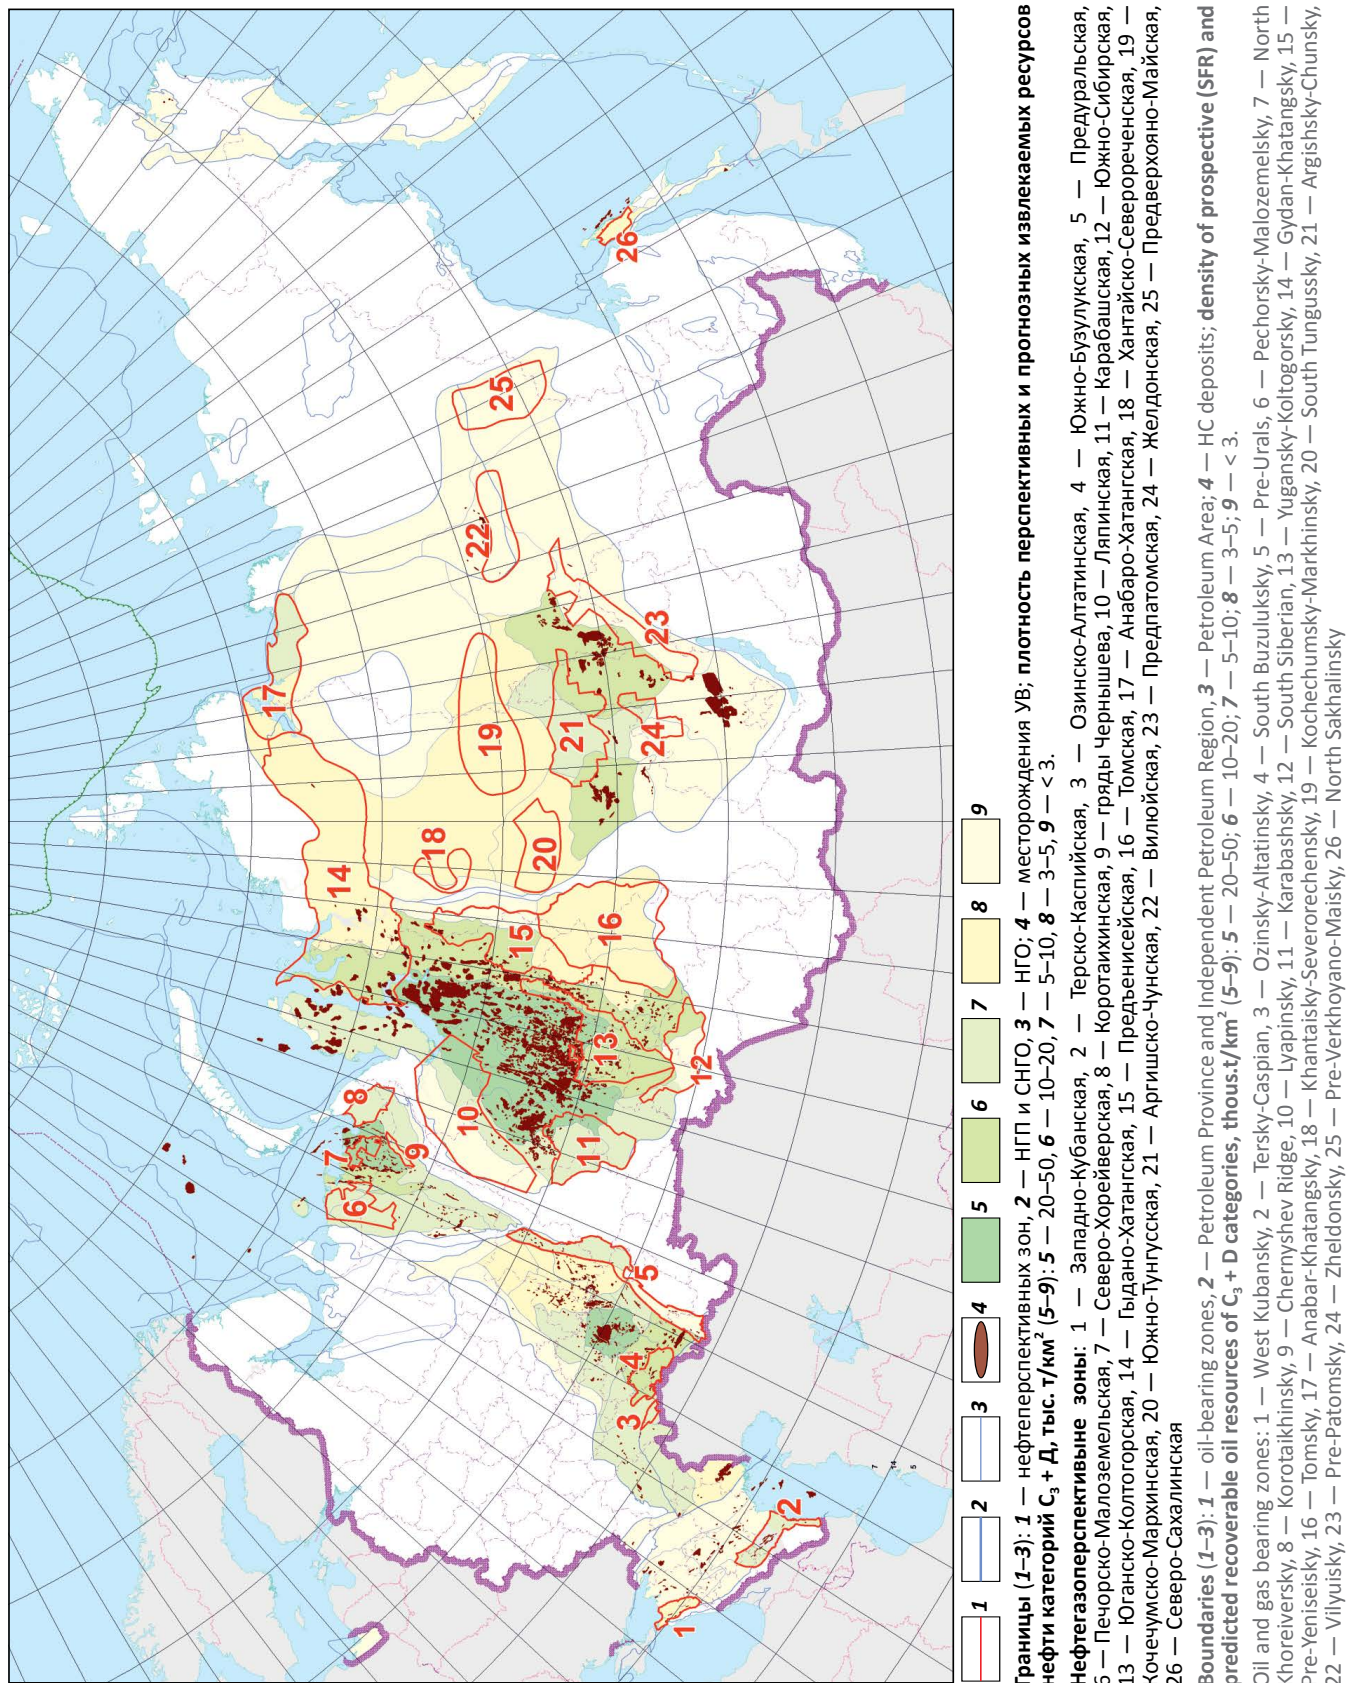 17
14
22
25
18
19
26
8
7
20
21
6
9
15
23
10
16
24
13
11
12
5
4
3
1
2
7
14
5
1
2
3
4
5
6
7
8
9
Границы (1–3): 1 — нефтеперспективных зон, 2 — НГП и СНГО, 3 — НГО; 4 — месторождения УВ; плотность перспективных и прогнозных извлекаемых ресурсов
нефти категорий С₃ + Д, тыс. т/км² (5–9): 5 — 20–50, 6 — 10–20, 7 — 5–10, 8 — 3–5, 9 — < 3.
Нефтегазоперспективыне зоны: 1 — Западно-Кубанская, 2 — Терско-Каспийская, 3 — Озинско-Алтатинская, 4 — Южно-Бузулукская, 5 — Предуральская,
6 — Печорско-Малоземельская, 7 — Северо-Хорейверская, 8 — Коротаихинская, 9 — гряды Чернышева, 10 — Ляпинская, 11 — Карабашская, 12 — Южно-Сибирская,
13 — Юганско-Колтогорская, 14 — Гыдано-Хатангская, 15 — Предъенисейская, 16 — Томская, 17 — Анабаро-Хатангская, 18 — Хантайско-Северореченская, 19 —
Кочечумско-Мархинская, 20 — Южно-Тунгусская, 21 — Аргишско-Чунская, 22 — Вилюйская, 23 — Предпатомская, 24 — Желдонская, 25 — Предверхояно-Майская,
26 — Северо-Сахалинская
Boundaries (1–3): 1 — oil-bearing zones, 2 — Petroleum Province and Independent Petroleum Region, 3 — Petroleum Area; 4 — HC deposits; density of prospective (SFR) and
predicted recoverable oil resources of C₃ + D categories, thous.t/km² (5–9): 5 — 20–50; 6 — 10–20; 7 — 5–10; 8 — 3–5; 9 — < 3.
Oil and gas bearing zones: 1 — West Kubansky, 2 — Tersky-Caspian, 3 — Ozinsky-Altatinsky, 4 — South Buzuluksky, 5 — Pre-Urals, 6 — Pechorsky-Malozemelsky, 7 — North
Khoreiversky, 8 — Korotaikhinsky, 9 — Chernyshev Ridge, 10 — Lyapinsky, 11 — Karabashsky, 12 — South Siberian, 13 — Yugansky-Koltogorsky, 14 — Gydan-Khatangsky, 15 —
Pre-Yeniseisky, 16 — Tomsky, 17 — Anabar-Khatangsky, 18 — Khantaisky-Severorechensky, 19 — Kochechumsky-Markhinsky, 20 — South Tungussky, 21 — Argishsky-Chunsky,
22 — Vilyuisky, 23 — Pre-Patomsky, 24 — Zheldonsky, 25 — Pre-Verkhoyano-Maisky, 26 — North Sakhalinsky